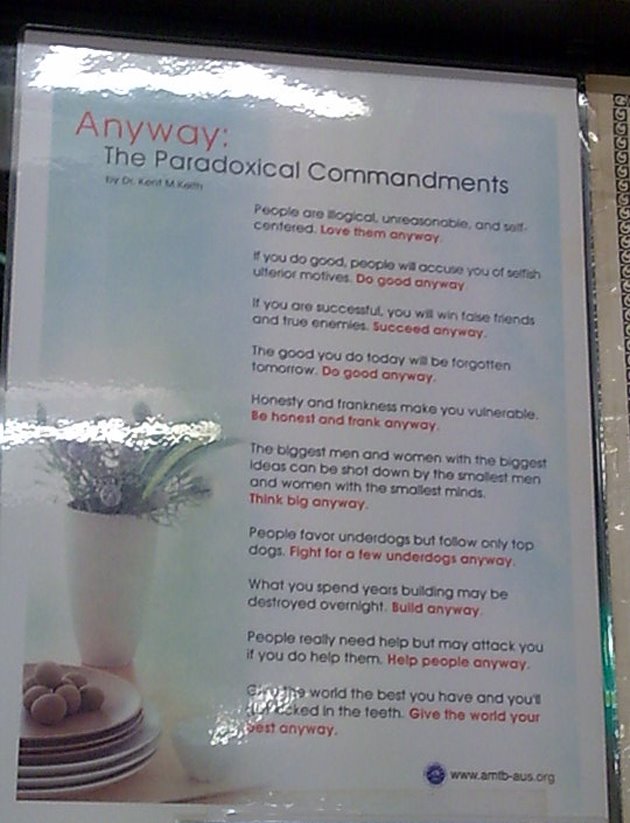 Anyway:
The Paradoxical Commandments
by Dr. Kent M.Keith
People are illogical, unreasonable, and self-
centered. Love them anyway.
If you do good, people will accuse you of selfish
ulterior motives. Do good anyway
If you are successful, you will win false friends
and true enemies. Succeed anyway.
The good you do today will be forgotten
tomorrow. Do good anyway.
Honesty and frankness make you vulnerable.
Be honest and frank anyway.
The biggest men and women with the biggest
ideas can be shot down by the smallest men
and women with the smallest minds.
Think big anyway.
People favor underdogs but follow only top
dogs. Fight for a few underdogs anyway.
What you spend years building may be
destroyed overnight. Build anyway.
People really need help but may attack you
if you do help them. Help people anyway.
Give the world the best you have and you'll
kicked in the teeth. Give the world your
best anyway.
www.amtb-aus.org